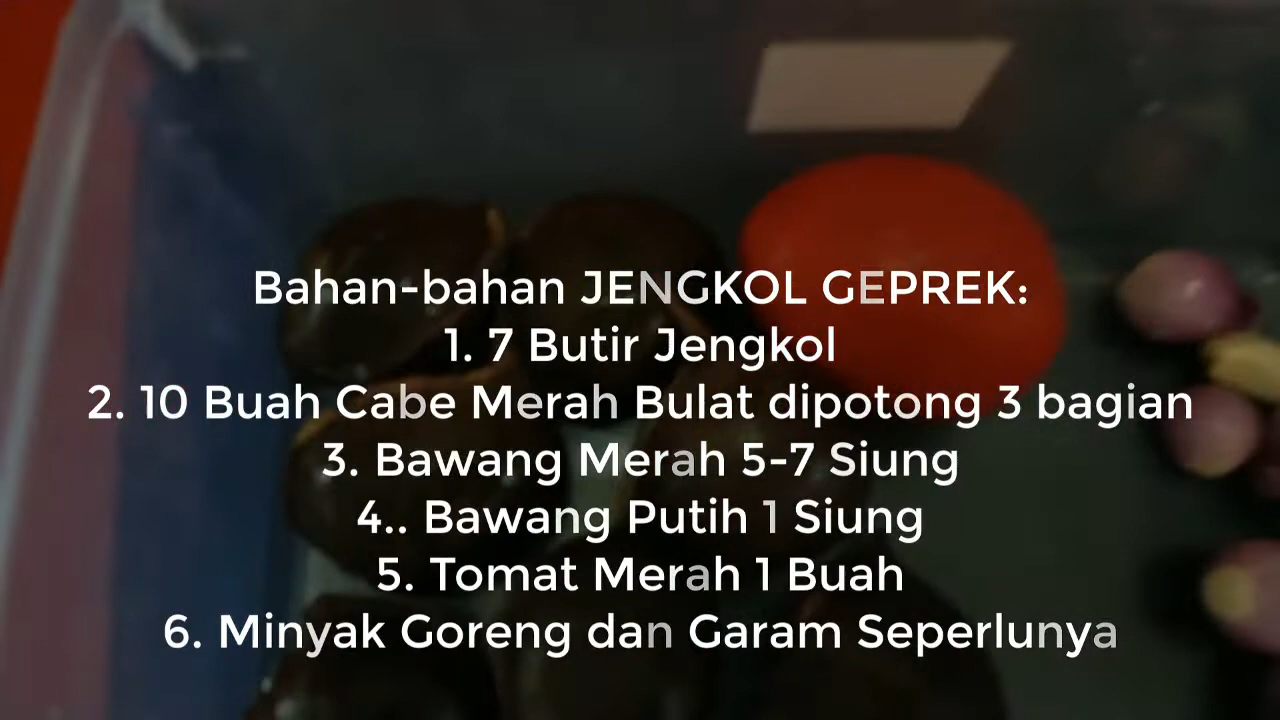 Bahan-bahan JENGKOL GEPREK:
1. 7 Butir Jengkol
2. 10 Buah Cabe Merah Bulat dipotong 3 bagian
3. Bawang Merah 5-7 Siung
4.. Bawang Putih 1 Siung
5. Tomat Merah 1 Buah
6. Minyak Goreng dan Garam Seperlunya